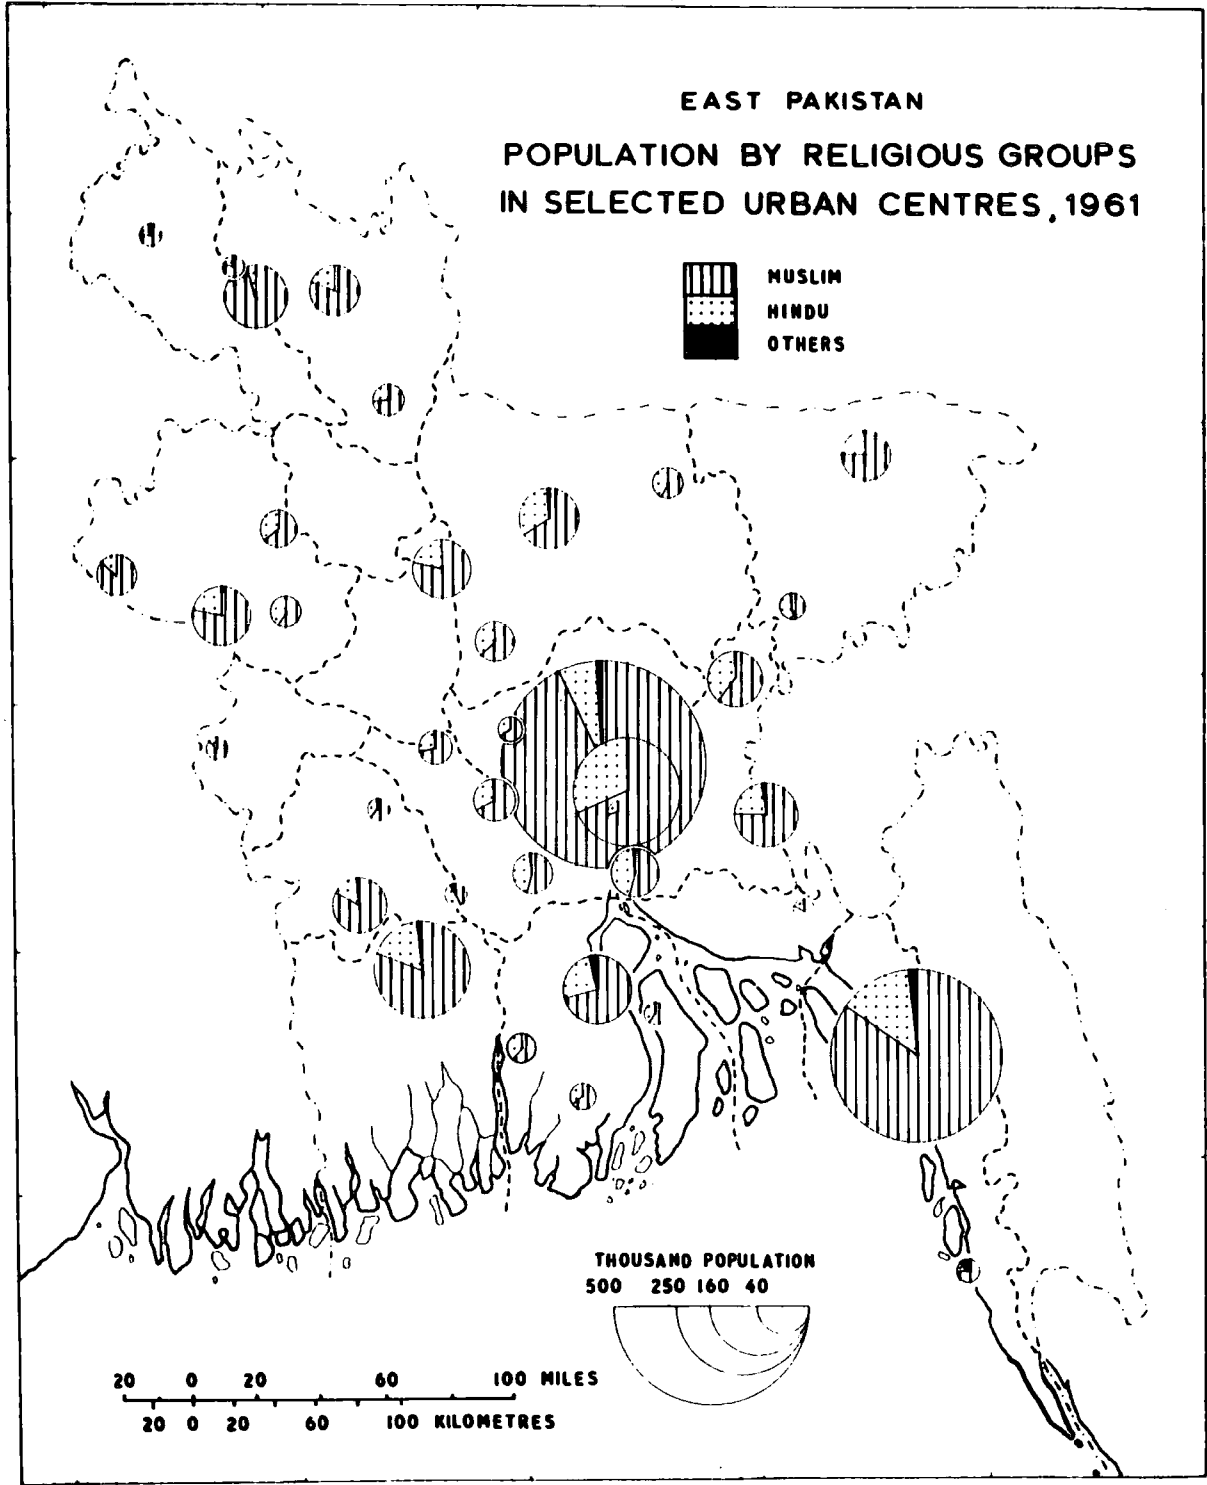 EAST PAKISTAN
POPULATION BY RELIGIOUS GROUPS
IN SELECTED URBAN CENTRES, 1961
MUSLIM
HINDU
OTHERS
THOUSAND POPULATION
500 250 160 40
20 0 20 60 100 MILES
20 0 20 60 100 KILOMETRES